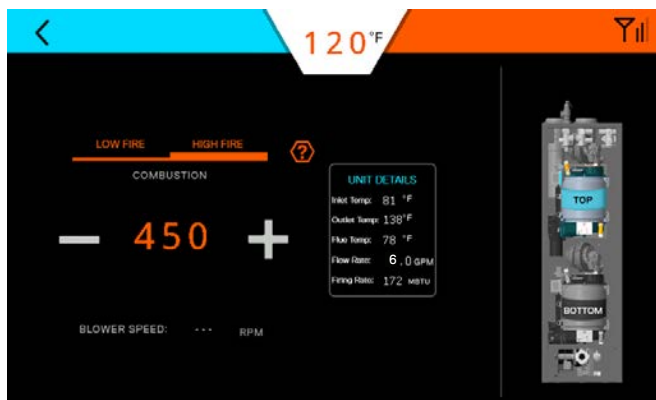 120°F
LOW FIRE HIGH FIRE
?
COMBUSTION
− 450 +
BLOWER SPEED: --- RPM
UNIT DETAILS
Inlet Temp: 81 °F
Outlet Temp: 138°F
Flue Temp: 78 °F
Flow Rate: 6.0 GPM
Firing Rate: 172 MBTU
TOP
BOTTOM